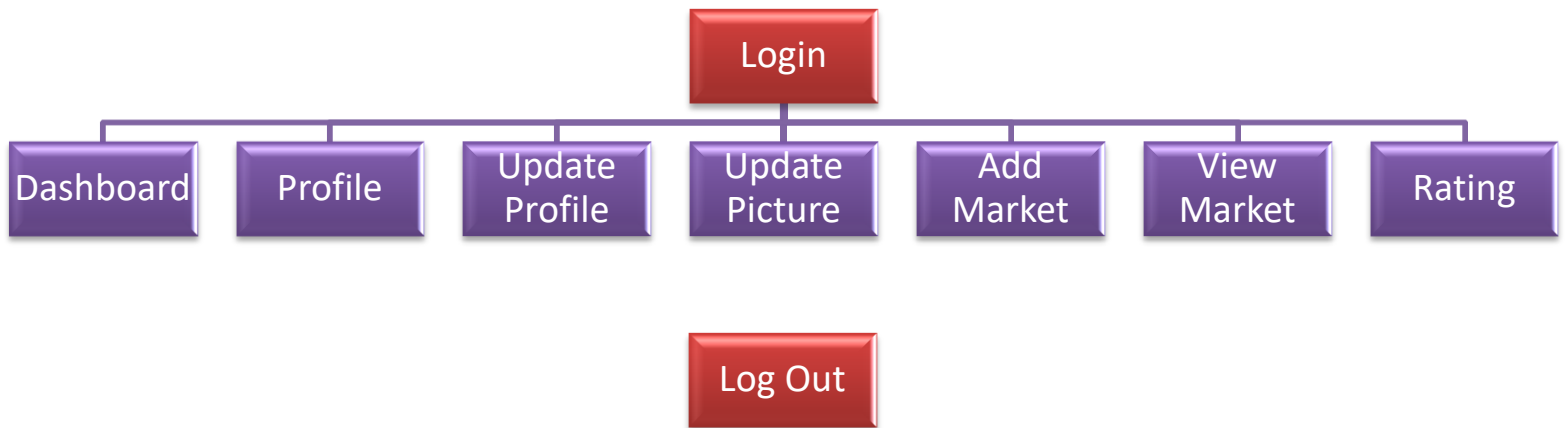 Login
Dashboard
Profile
Update
Profile
Update
Picture
Add
Market
View
Market
Rating
Log Out